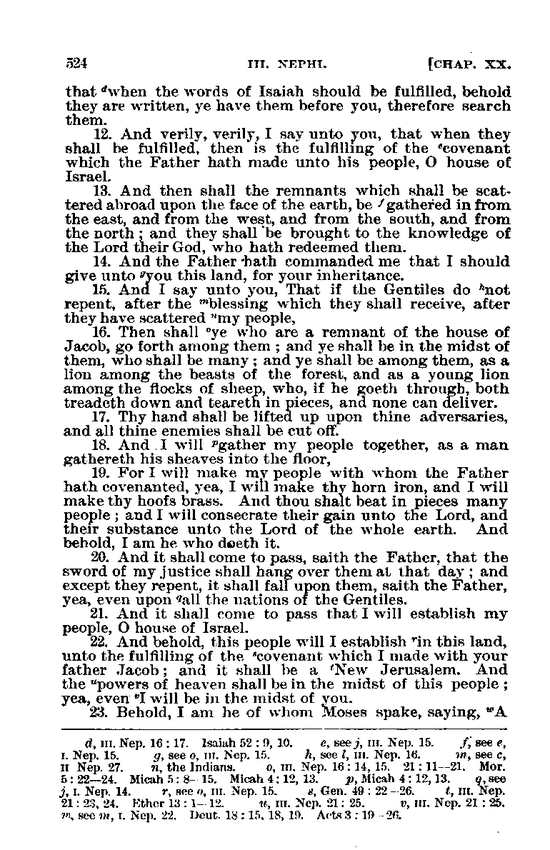 524 III. NEPHI. [CHAP. XX.
that dwhen the words of Isaiah should be fulfilled, behold
they are written, ye have them before you, therefore search
them.
12. And verily, verily, I say unto you, that when they
shall be fulfilled, then is the fulfilling of the ecovenant
which the Father hath made unto his people, O house of
Israel.
13. And then shall the remnants which shall be scat-
tered abroad upon the face of the earth, be fgathered in from
the east, and from the west, and from the south, and from
the north; and they shall be brought to the knowledge of
the Lord their God, who hath redeemed them.
14. And the Father hath commanded me that I should
give unto gyou this land, for your inheritance.
15. And I say unto you, That if the Gentiles do hnot
repent, after the mblessing which they shall receive, after
they have scattered nmy people,
16. Then shall oye who are a remnant of the house of
Jacob, go forth among them; and ye shall be in the midst of
them, who shall be many; and ye shall be among them, as a
lion among the beasts of the forest, and as a young lion
among the flocks of sheep, who, if he goeth through, both
treadeth down and teareth in pieces, and none can deliver.
17. Thy hand shall be lifted up upon thine adversaries,
and all thine enemies shall be cut off.
18. And I will pgather my people together, as a man
gathereth his sheaves into the floor,
19. For I will make my people with whom the Father
hath covenanted, yea, I will make thy horn iron, and I will
make thy hoofs brass. And thou shalt beat in pieces many
people; and I will consecrate their gain unto the Lord, and
their substance unto the Lord of the whole earth. And
behold, I am he who doeth it.
20. And it shall come to pass, saith the Father, that the
sword of my justice shall hang over them at that day; and
except they repent, it shall fall upon them, saith the Father,
yea, even upon qall the nations of the Gentiles.
21. And it shall come to pass that I will establish my
people, O house of Israel.
22. And behold, this people will I establish rin this land,
unto the fulfilling of the scovenant which I made with your
father Jacob; and it shall be a tNew Jerusalem. And
the upowers of heaven shall be in the midst of this people;
yea, even vI will be in the midst of you.
23. Behold, I am he of whom Moses spake, saying, wA
d, III. Nep. 16: 17. Isaiah 52: 9, 10. e, see j, III. Nep. 15. f, see e,
I. Nep. 15. g, see o, III. Nep. 15. h, see l, III. Nep. 16. m, see c,
II Nep. 27. n, the Indians. o, III. Nep. 16: 14, 15. 21: 11—21. Mor.
5: 22—24. Micah 5: 8—15. Micah 4: 12, 13. p, Micah 4: 12, 13. q, see
j, I. Nep. 14. r, see o, III. Nep. 15. s, Gen. 49: 22—26. t, III. Nep.
21: 23, 24. Ether 13: 1—12. u, III. Nep. 21: 25. v, III. Nep. 21: 25.
w, see m, I. Nep. 22. Deut. 18: 15, 18, 19. Acts 3: 19—26.